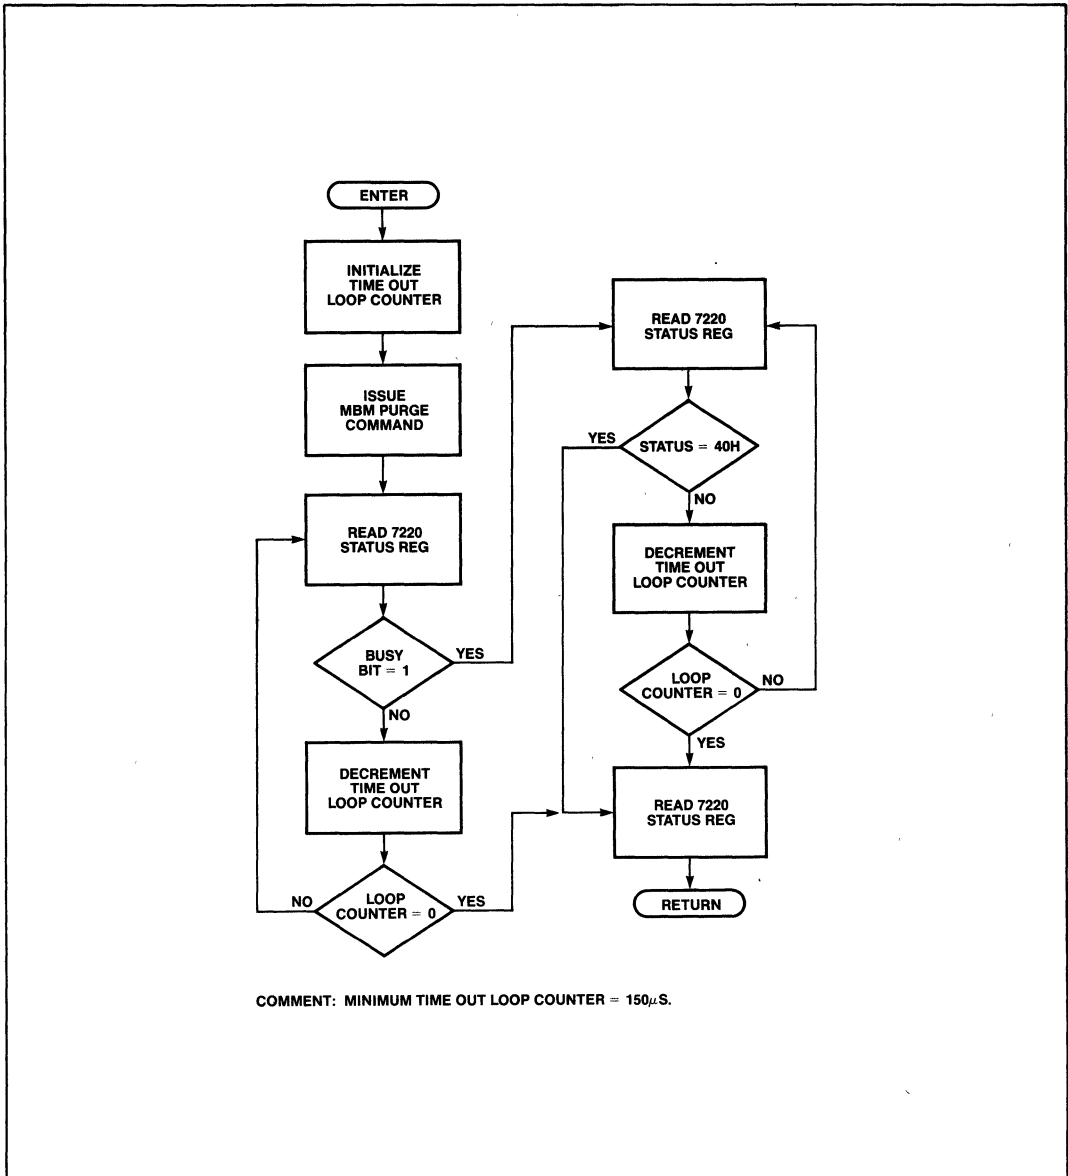 ENTER
INITIALIZE
TIME OUT
LOOP COUNTER
ISSUE
MBM PURGE
COMMAND
READ 7220
STATUS REG
BUSY
BIT = 1
YES
NO
DECREMENT
TIME OUT
LOOP COUNTER
LOOP
COUNTER = 0
NO
YES
READ 7220
STATUS REG
STATUS = 40H
YES
NO
DECREMENT
TIME OUT
LOOP COUNTER
LOOP
COUNTER = 0
NO
YES
READ 7220
STATUS REG
RETURN
COMMENT: MINIMUM TIME OUT LOOP COUNTER = 150μS.